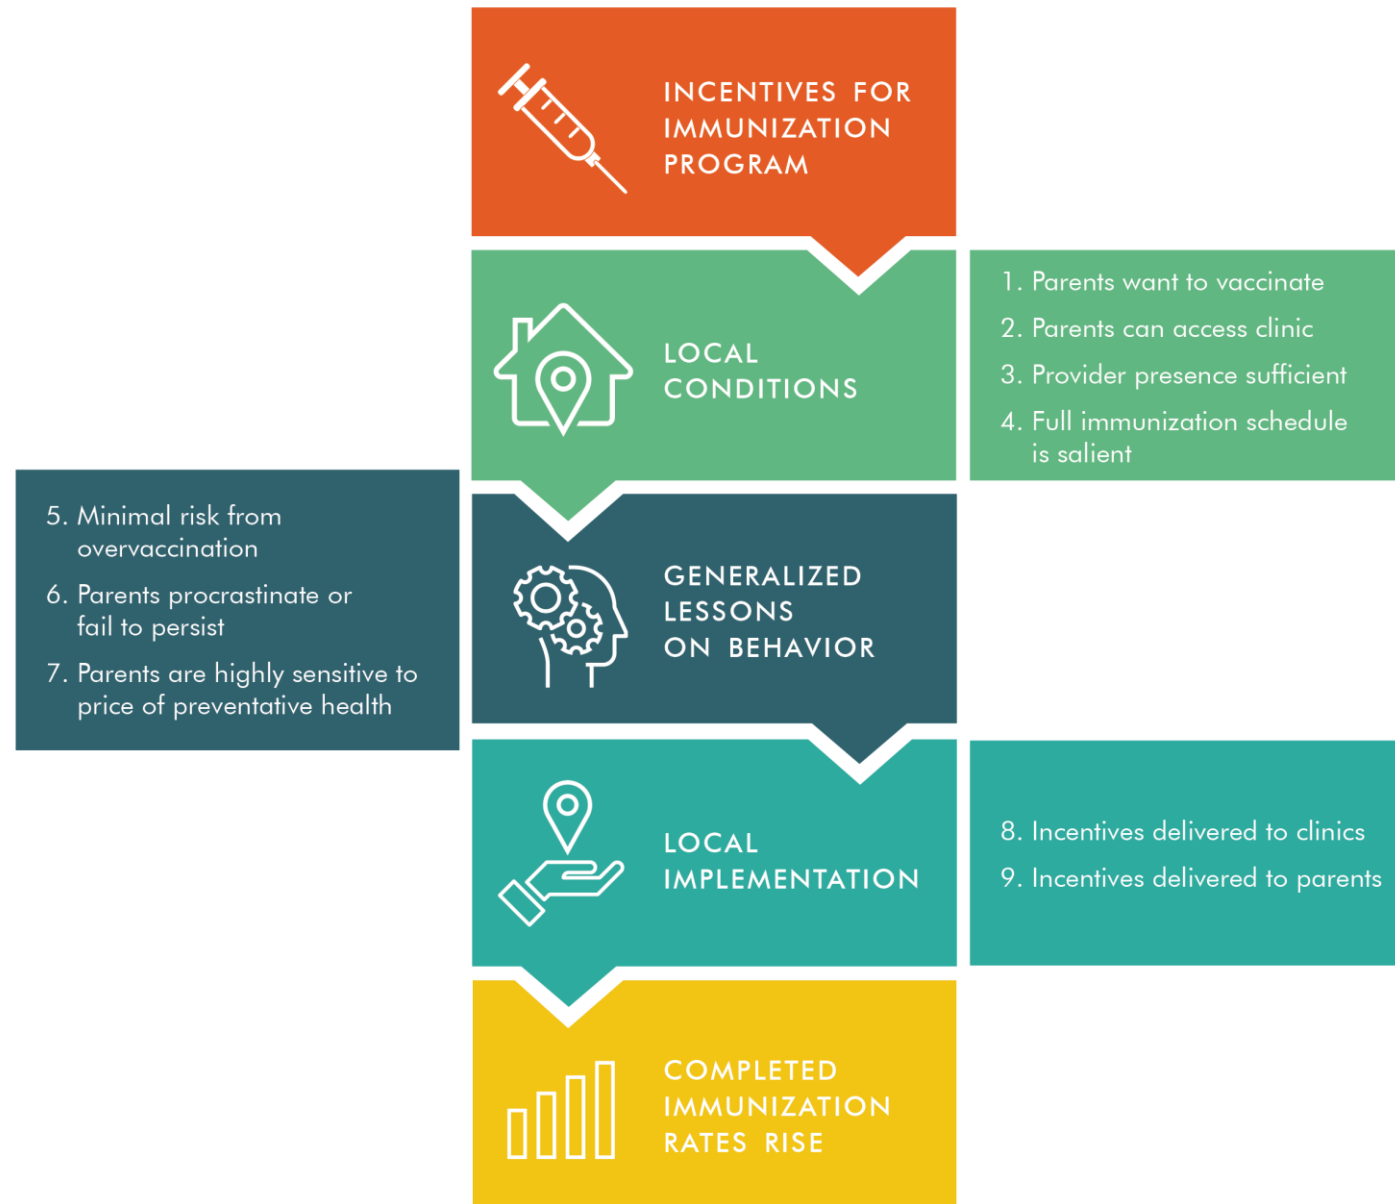 INCENTIVES FOR
IMMUNIZATION
PROGRAM
LOCAL
CONDITIONS
1. Parents want to vaccinate
2. Parents can access clinic
3. Provider presence sufficient
4. Full immunization schedule
is salient
GENERALIZED
LESSONS
ON BEHAVIOR
5. Minimal risk from
overvaccination
6. Parents procrastinate or
fail to persist
7. Parents are highly sensitive to
price of preventative health
LOCAL
IMPLEMENTATION
8. Incentives delivered to clinics
9. Incentives delivered to parents
COMPLETED
IMMUNIZATION
RATES RISE